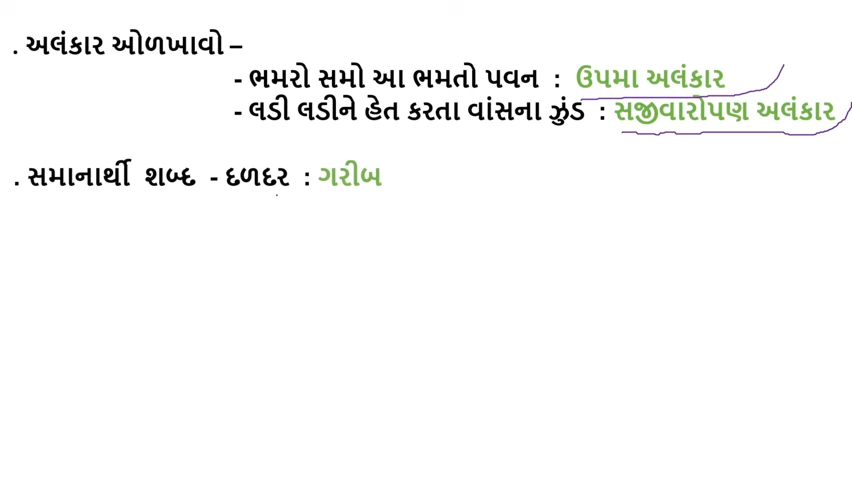 . અલંકાર ઓળખાવો –
- ભમરો સમો આ ભમતો પવન : ઉપમા અલંકાર
- લડી લડીને હેત કરતા વાંસના ઝુંડ : સજીવારોપણ અલંકાર
. સમાનાર્થી શબ્દ - દળદર : ગરીબ